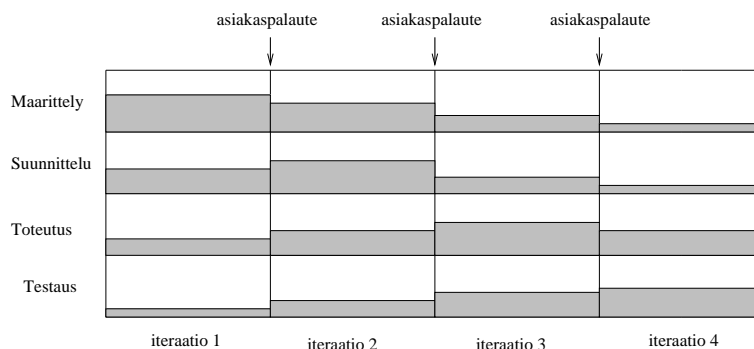 asiakaspalaute asiakaspalaute asiakaspalaute
Maarittely
Suunnittelu
Toteutus
Testaus
iteraatio 1 iteraatio 2 iteraatio 3 iteraatio 4